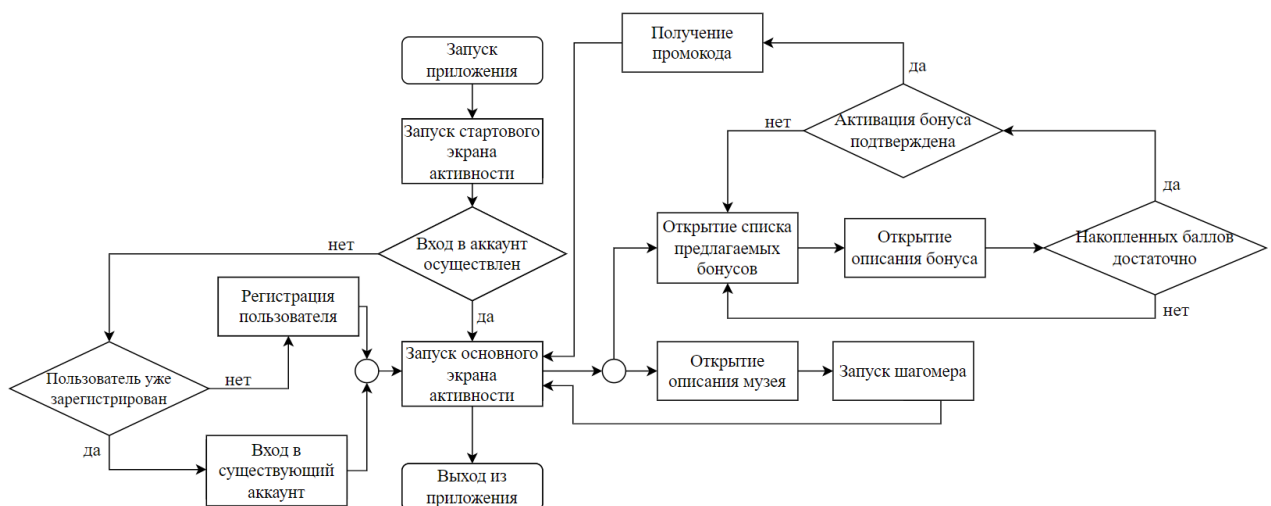 Запуск
приложения
Запуск стартового
экрана
активности
Вход в аккаунт
осуществлен
нет
да
Пользователь уже
зарегистрирован
нет
да
Регистрация
пользователя
Вход в
существующий
аккаунт
Запуск основного
экрана
активности
Выход из
приложения
Открытие
описания музея
Запуск шагомера
Открытие списка
предлагаемых
бонусов
Открытие
описания бонуса
Накопленных баллов
достаточно
да
нет
Активация бонуса
подтверждена
нет
да
Получение
промокода